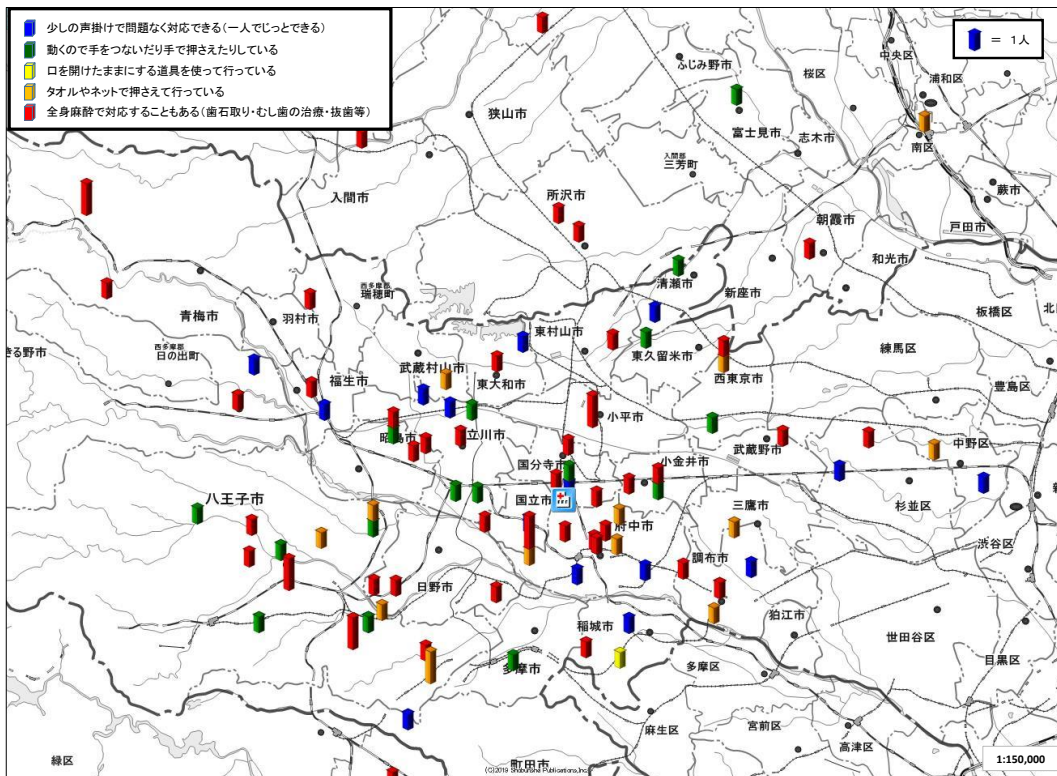 少しの声掛けで問題なく対応できる(一人でじっとできる)
動くので手をつないだり手で押さえたりしている
口を開けたままにする道具を使って行っている
タオルやネットで押さえて行っている
全身麻酔で対応することもある(歯石取り・むし歯の治療・抜歯等)
= 1人
中央区
浦和区
ふじみ野市
桜区
狭山市
富士見市
志木市
南区
入間郡
三芳町
蕨市
入間市
所沢市
朝霞市
戸田市
和光市
清瀬市
新座市
西多摩郡
瑞穂町
板橋区
青梅市
羽村市
東村山市
東久留米市
練馬区
西多摩郡
日の出町
きる野市
武蔵村山市
東大和市
西東京市
豊島区
福生市
小平市
昭島市
立川市
武蔵野市
中野区
国分寺市
小金井市
八王子市
国立市
杉並区
三鷹市
府中市
渋谷区
調布市
日野市
狛江市
稲城市
世田谷区
目黒区
多摩市
多摩区
麻生区
宮前区
高津区
緑区
町田市
1:150,000
(C)2019 Shobunsha Publications,Inc.